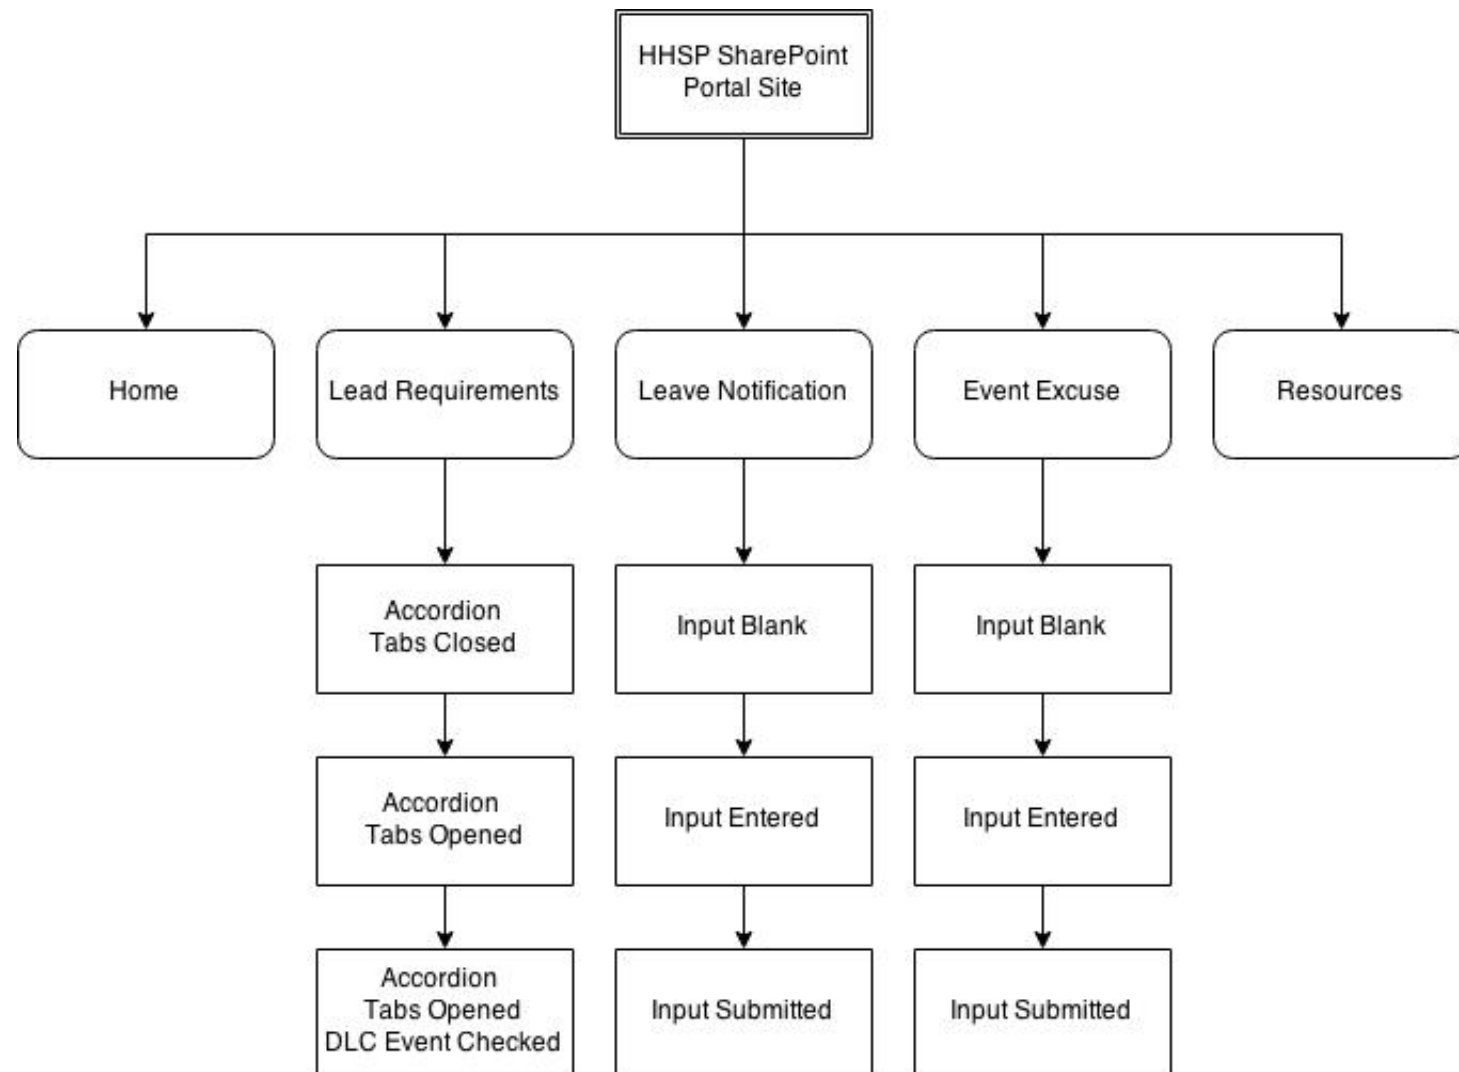 HHSP SharePoint
Portal Site
Home
Lead Requirements
Leave Notification
Event Excuse
Resources
Accordion
Tabs Closed
Input Blank
Input Blank
Accordion
Tabs Opened
Input Entered
Input Entered
Accordion
Tabs Opened
DLC Event Checked
Input Submitted
Input Submitted